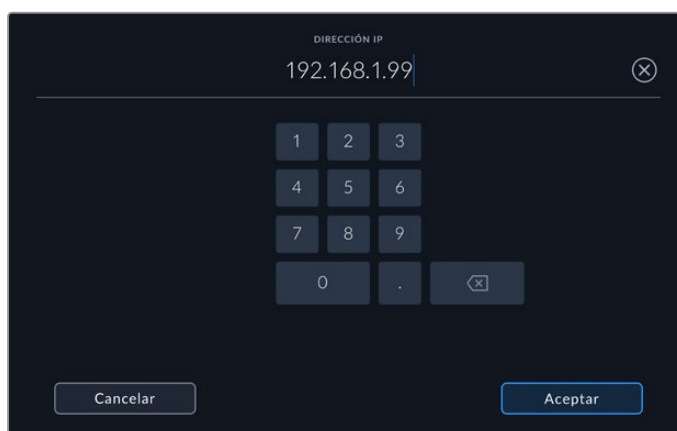 DIRECCIÓN IP
192.168.1.99
1 2 3
4 5 6
7 8 9
0 .
Cancelar Aceptar